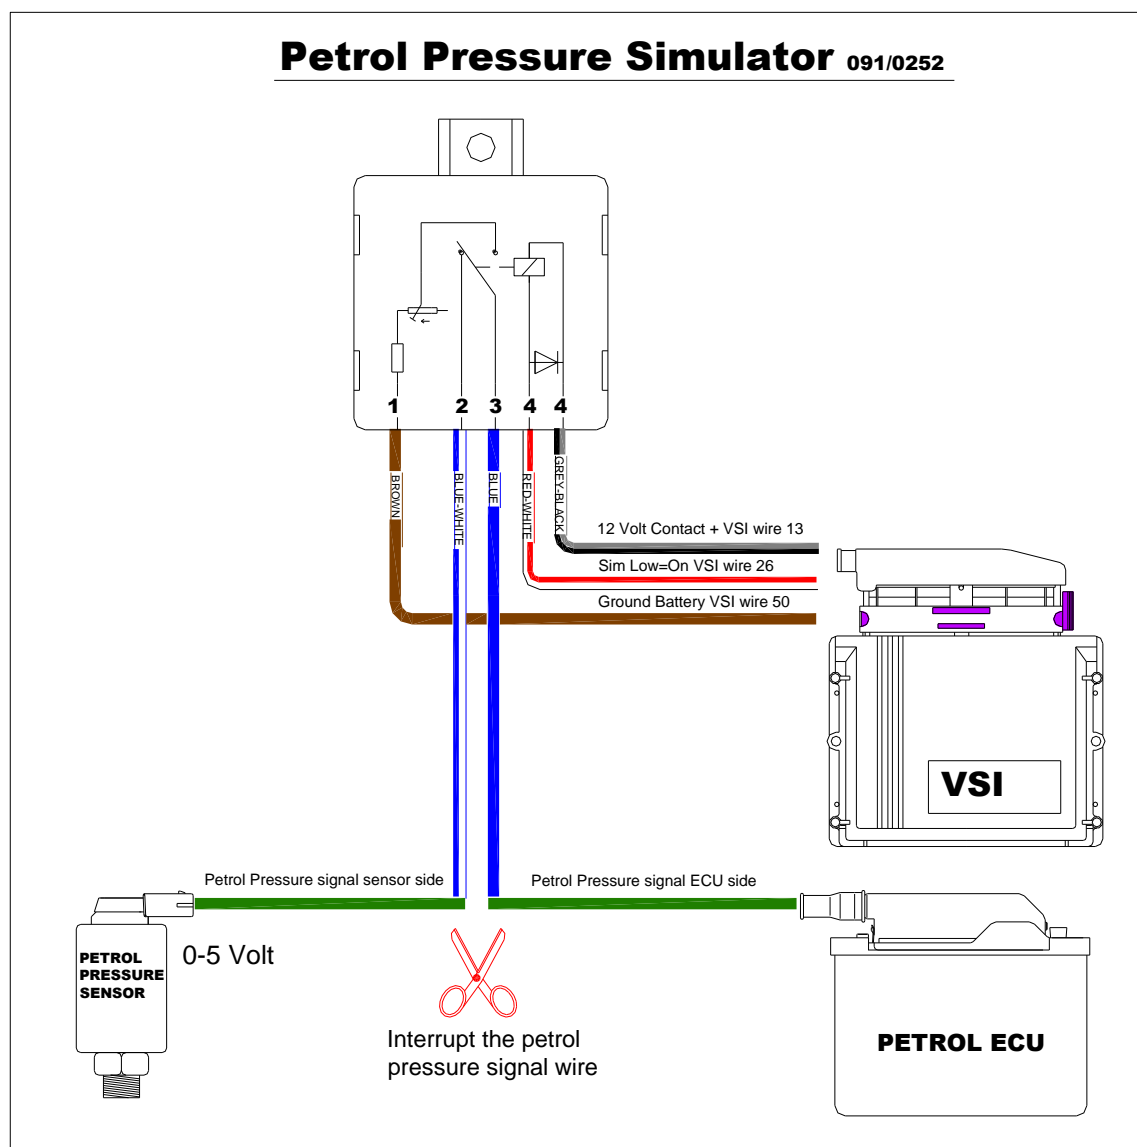 Petrol Pressure Simulator 091/0252
1 2 3 4 4
BROWN
BLUE-WHITE
BLUE
RED-WHITE
GREY-BLACK
12 Volt Contact + VSI wire 13
Sim Low=On VSI wire 26
Ground Battery VSI wire 50
VSI
Petrol Pressure signal sensor side
Petrol Pressure signal ECU side
PETROL
PRESSURE
SENSOR
0-5 Volt
Interrupt the petrol
pressure signal wire
PETROL ECU